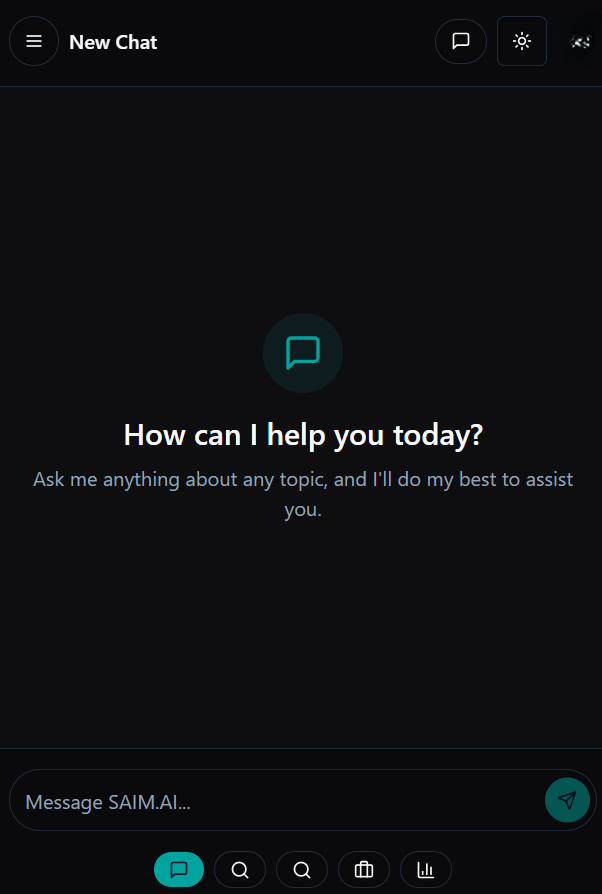 New Chat
How can I help you today?
Ask me anything about any topic, and I'll do my best to assist
you.
Message SAIM.AI...